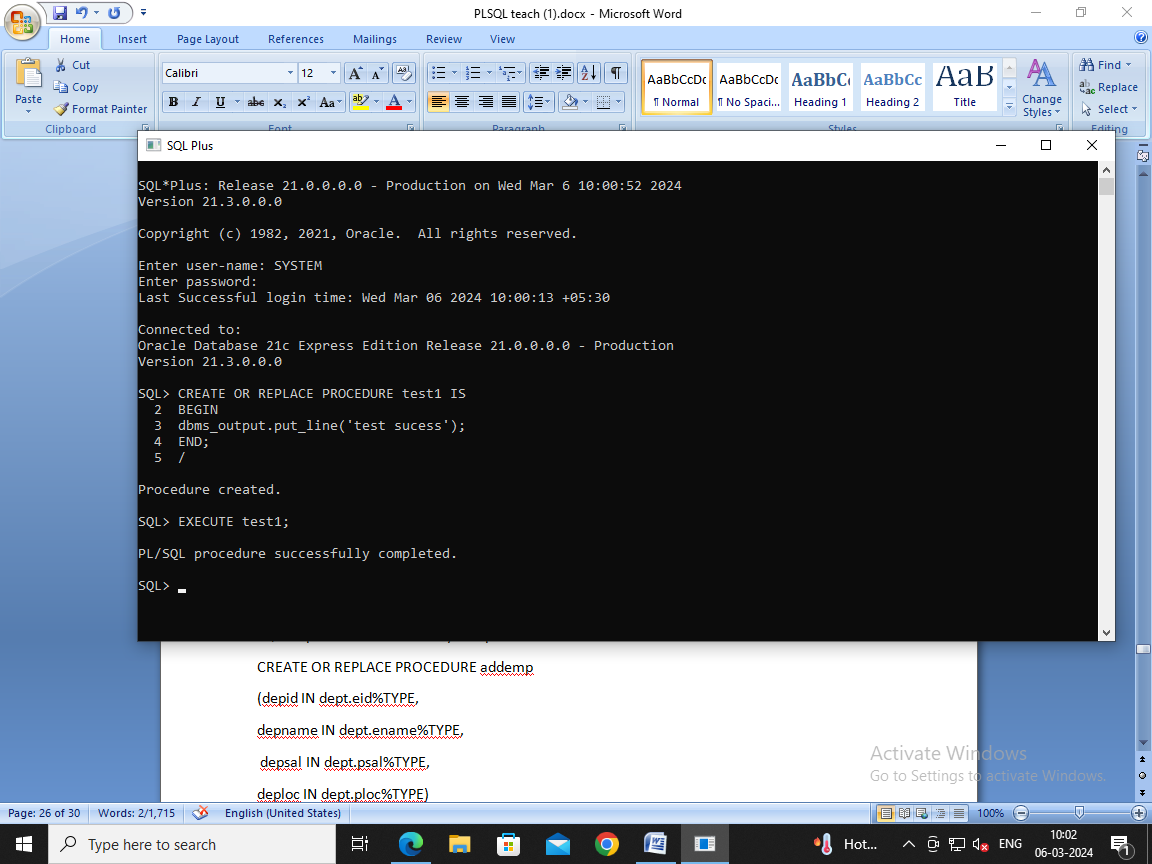 PLSQL teach (1).docx - Microsoft Word
Home Insert Page Layout References Mailings Review View
Paste
Cut
Copy
Format Painter
Clipboard
Calibri 12
Font
Paragraph
AaBbCcDc AaBbCcDc AaBbC AaBbCc AaB
¶ Normal ¶ No Spaci... Heading 1 Heading 2 Title
Change
Styles
Styles
Find
Replace
Select
Editing
SQL Plus
SQL*Plus: Release 21.0.0.0.0 - Production on Wed Mar 6 10:00:52 2024
Version 21.3.0.0.0
Copyright (c) 1982, 2021, Oracle.  All rights reserved.
Enter user-name: SYSTEM
Enter password:
Last Successful login time: Wed Mar 06 2024 10:00:13 +05:30
Connected to:
Oracle Database 21c Express Edition Release 21.0.0.0.0 - Production
Version 21.3.0.0.0
SQL> CREATE OR REPLACE PROCEDURE test1 IS
2  BEGIN
3  dbms_output.put_line('test sucess');
4  END;
5  /
Procedure created.
SQL> EXECUTE test1;
PL/SQL procedure successfully completed.
SQL> _
CREATE OR REPLACE PROCEDURE addemp
(depid IN dept.eid%TYPE,
depname IN dept.ename%TYPE,
depsal IN dept.psal%TYPE,
deploc IN dept.ploc%TYPE)
Activate Windows
Go to Settings to activate Windows.
Page: 26 of 30 Words: 2/1,715 English (United States) 100%
Type here to search
Hot...
ENG
10:02
06-03-2024
1